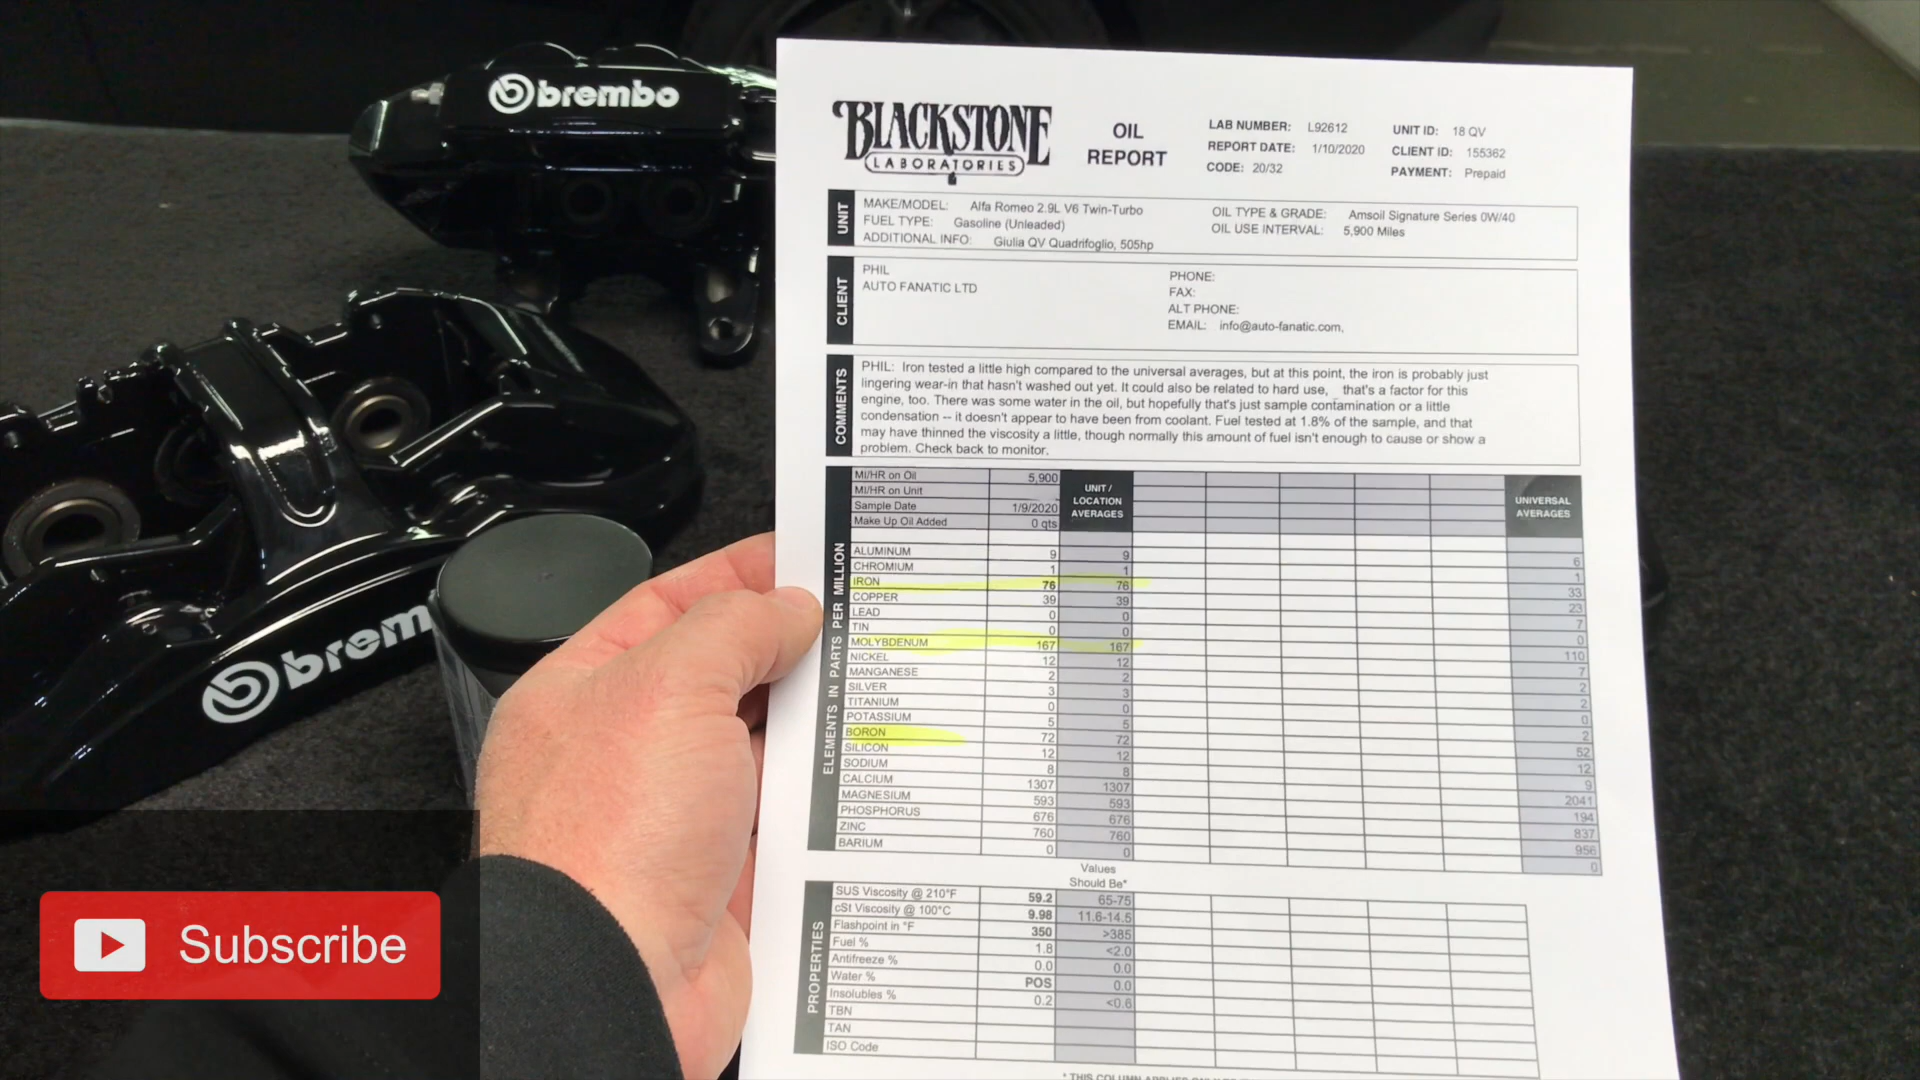 brembo
brem
BLACKSTONE
LABORATORIES
OIL
REPORT
LAB NUMBER: L92612
REPORT DATE: 1/10/2020
CODE: 20/32
UNIT ID: 18 QV
CLIENT ID: 155362
PAYMENT: Prepaid
UNIT
MAKE/MODEL: Alfa Romeo 2.9L V6 Twin-Turbo
FUEL TYPE: Gasoline (Unleaded)
ADDITIONAL INFO: Giulia QV Quadrifoglio, 505hp
OIL TYPE & GRADE: Amsoil Signature Series 0W/40
OIL USE INTERVAL: 5,900 Miles
CLIENT
PHIL
AUTO FANATIC LTD
PHONE:
FAX:
ALT PHONE:
EMAIL: info@auto-fanatic.com,
COMMENTS
PHIL: Iron tested a little high compared to the universal averages, but at this point, the iron is probably just
lingering wear-in that hasn't washed out yet. It could also be related to hard use, that's a factor for this
engine, too. There was some water in the oil, but hopefully that's just sample contamination or a little
condensation -- it doesn't appear to have been from coolant. Fuel tested at 1.8% of the sample, and that
may have thinned the viscosity a little, though normally this amount of fuel isn't enough to cause or show a
problem. Check back to monitor.
MI/HR on Oil 5,900
MI/HR on Unit
Sample Date 1/9/2020
Make Up Oil Added 0 qts
UNIT /
LOCATION
AVERAGES
UNIVERSAL
AVERAGES
ELEMENTS IN PARTS PER MILLION
ALUMINUM 9 9 6
CHROMIUM 1 1 1
IRON 76 76 33
COPPER 39 39 23
LEAD 0 0 7
TIN 0 0 0
MOLYBDENUM 167 167 110
NICKEL 12 12 7
MANGANESE 2 2 2
SILVER 3 3 2
TITANIUM 0 0 0
POTASSIUM 5 5 2
BORON 72 72 52
SILICON 12 12 12
SODIUM 8 8 9
CALCIUM 1307 1307 2041
MAGNESIUM 593 593 194
PHOSPHORUS 676 676 837
ZINC 760 760 956
BARIUM 0 0 0
Values
Should Be*
PROPERTIES
SUS Viscosity @ 210°F 59.2 65-75
cSt Viscosity @ 100°C 9.98 11.6-14.5
Flashpoint in °F 350 >385
Fuel % 1.8 <2.0
Antifreeze % 0.0 0.0
Water % POS 0.0
Insolubles % 0.2 <0.6
TBN
TAN
ISO Code
* THIS COLUMN
Subscribe